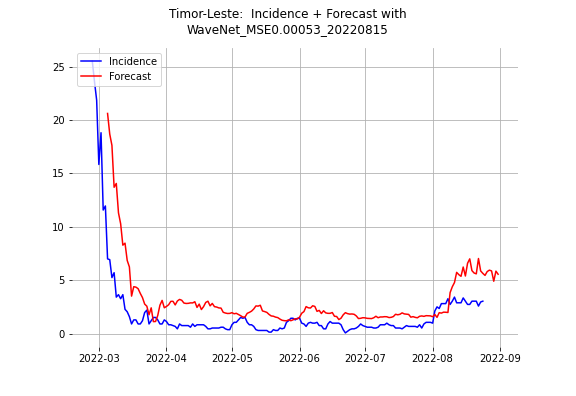 Timor-Leste:  Incidence + Forecast with
WaveNet_MSE0.00053_20220815
Incidence
Forecast
25
20
15
10
5
0
2022-03 2022-04 2022-05 2022-06 2022-07 2022-08 2022-09